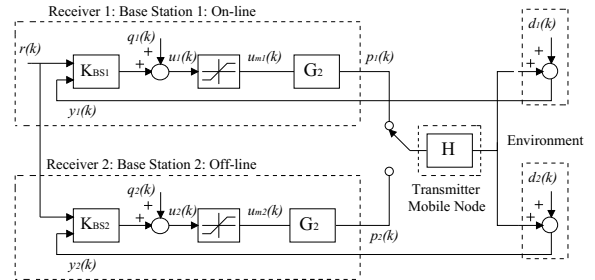 Receiver 1: Base Station 1: On-line
d1(k)
r(k)
q1(k)
+
+
KBS1
u1(k)
um1(k)
G2
p1(k)
+
+
y1(k)
H
Environment
Transmitter
Mobile Node
Receiver 2: Base Station 2: Off-line
d2(k)
q2(k)
+
+
KBS2
u2(k)
um2(k)
G2
p2(k)
+
+
y2(k)